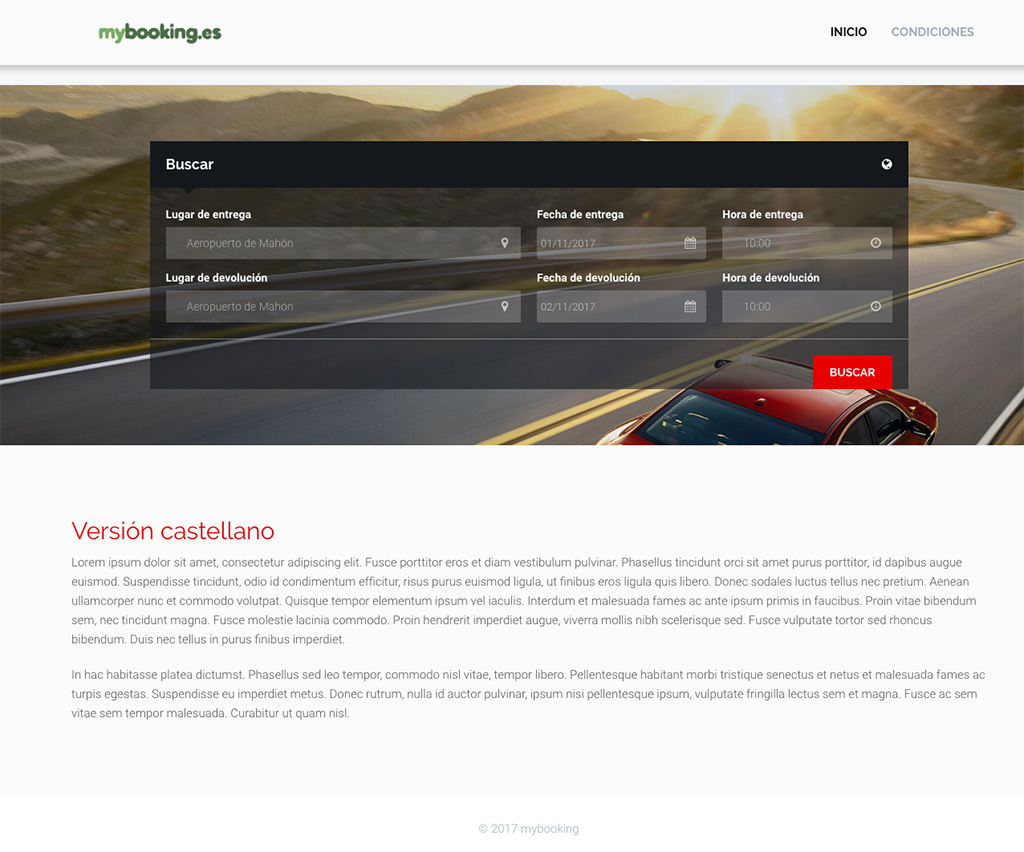 mybooking.es
INICIO CONDICIONES
Buscar
Lugar de entrega Fecha de entrega Hora de entrega
Aeropuerto de Mahón 01/11/2017 10:00
Lugar de devolución Fecha de devolución Hora de devolución
Aeropuerto de Mahón 02/11/2017 10:00
BUSCAR
Versión castellano
Lorem ipsum dolor sit amet, consectetur adipiscing elit. Fusce porttitor eros et diam vestibulum pulvinar. Phasellus tincidunt orci sit amet purus porttitor, id dapibus augue
euismod. Suspendisse tincidunt, odio id condimentum efficitur, risus purus euismod ligula, ut finibus eros ligula quis libero. Donec sodales luctus tellus nec pretium. Aenean
ullamcorper nunc et commodo volutpat. Quisque tempor elementum ipsum vel iaculis. Interdum et malesuada fames ac ante ipsum primis in faucibus. Proin vitae bibendum
sem, nec tincidunt magna. Fusce molestie lacinia commodo. Proin hendrerit imperdiet augue, viverra mollis nibh scelerisque sed. Fusce vulputate tortor sed rhoncus
bibendum. Duis nec tellus in purus finibus imperdiet.
In hac habitasse platea dictumst. Phasellus sed leo tempor, commodo nisl vitae, tempor libero. Pellentesque habitant morbi tristique senectus et netus et malesuada fames ac
turpis egestas. Suspendisse eu imperdiet metus. Donec rutrum, nulla id auctor pulvinar, ipsum nisi pellentesque ipsum, vulputate fringilla lectus sem et magna. Fusce ac sem
vitae sem tempor malesuada. Curabitur ut quam nisl.
© 2017 mybooking